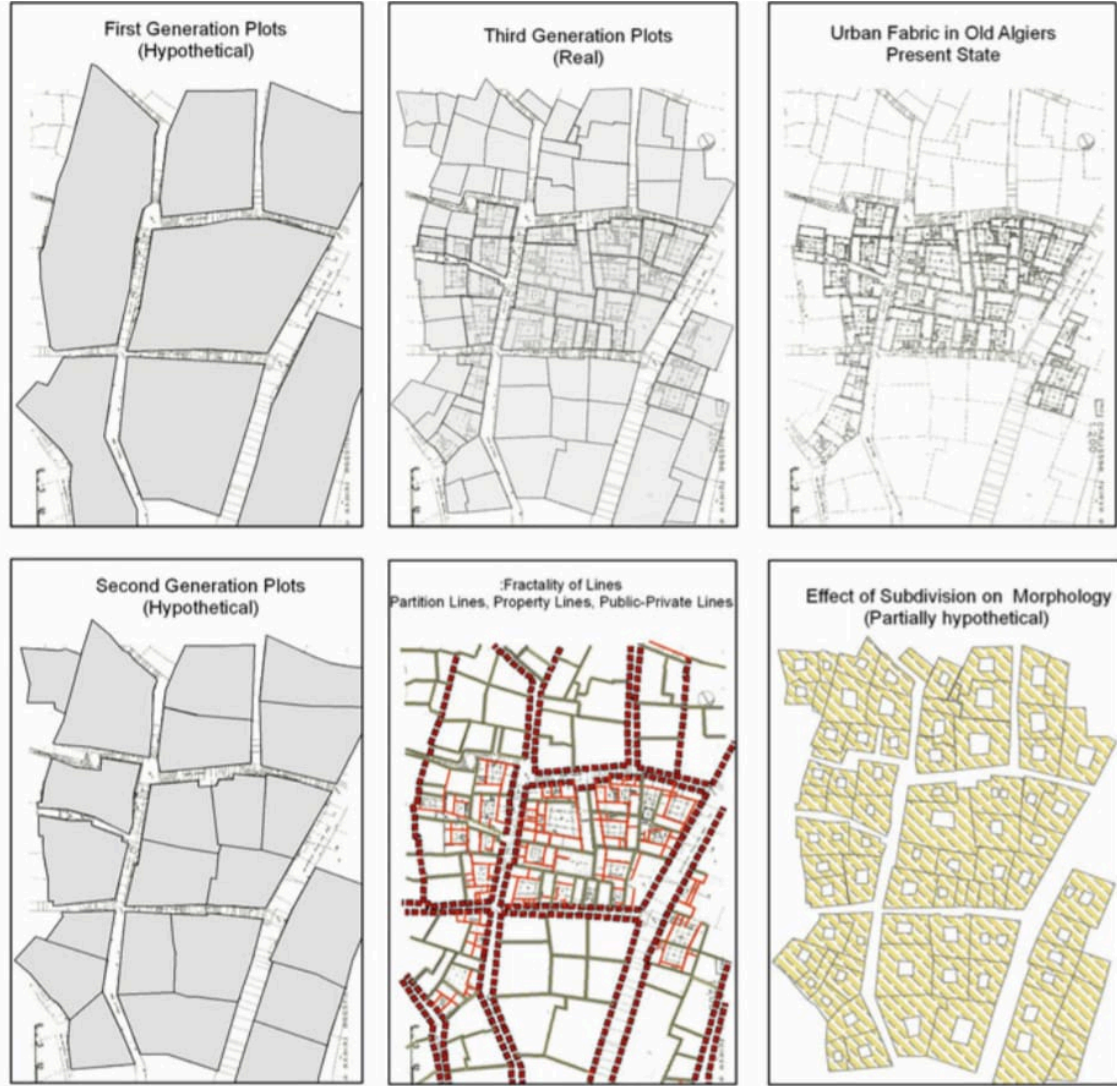 First Generation Plots
(Hypothetical)
Third Generation Plots
(Real)
Urban Fabric in Old Algiers
Present State
Second Generation Plots
(Hypothetical)
:Fractality of Lines
Partition Lines, Property Lines, Public-Private Lines
Effect of Subdivision on Morphology
(Partially hypothetical)